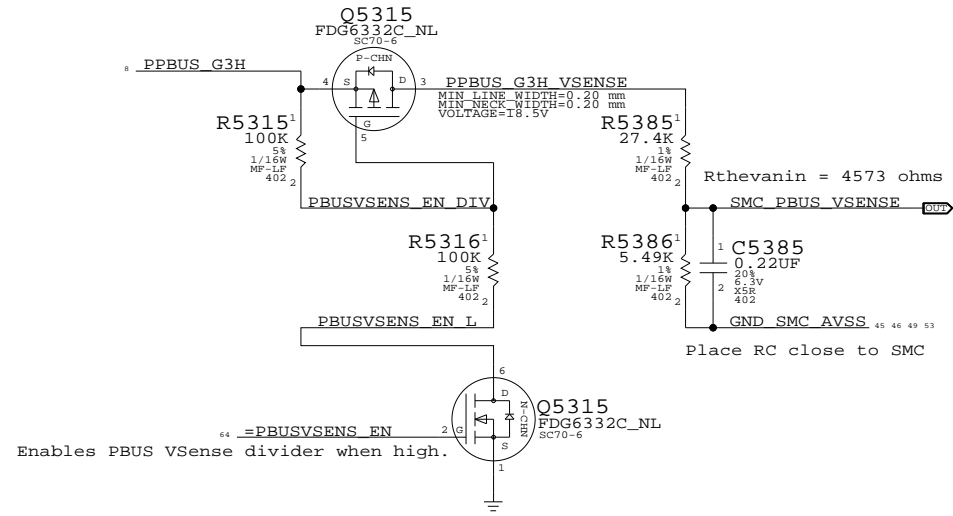 Q5315
FDG6332C_NL
SC70-6
P-CHN
8 PPBUS_G3H
4 S D 3
G
5
PPBUS_G3H_VSENSE
MIN_LINE_WIDTH=0.20 mm
MIN_NECK_WIDTH=0.20 mm
VOLTAGE=18.5V
R5315 1
100K
5%
1/16W
MF-LF
402 2
R5385 1
27.4K
1%
1/16W
MF-LF
402 2
Rthevanin = 4573 ohms
PBUSVSENS_EN_DIV
SMC_PBUS_VSENSE OUT
R5316 1
100K
5%
1/16W
MF-LF
402 2
R5386 1
5.49K
1%
1/16W
MF-LF
402 2
1 C5385
0.22UF
20%
6.3V
2 X5R
402
PBUSVSENS_EN_L
GND_SMC_AVSS 45 46 49 53
Place RC close to SMC
6
D
N-CHN
Q5315
FDG6332C_NL
SC70-6
64 =PBUSVSENS_EN 2 G
S
1
Enables PBUS VSense divider when high.